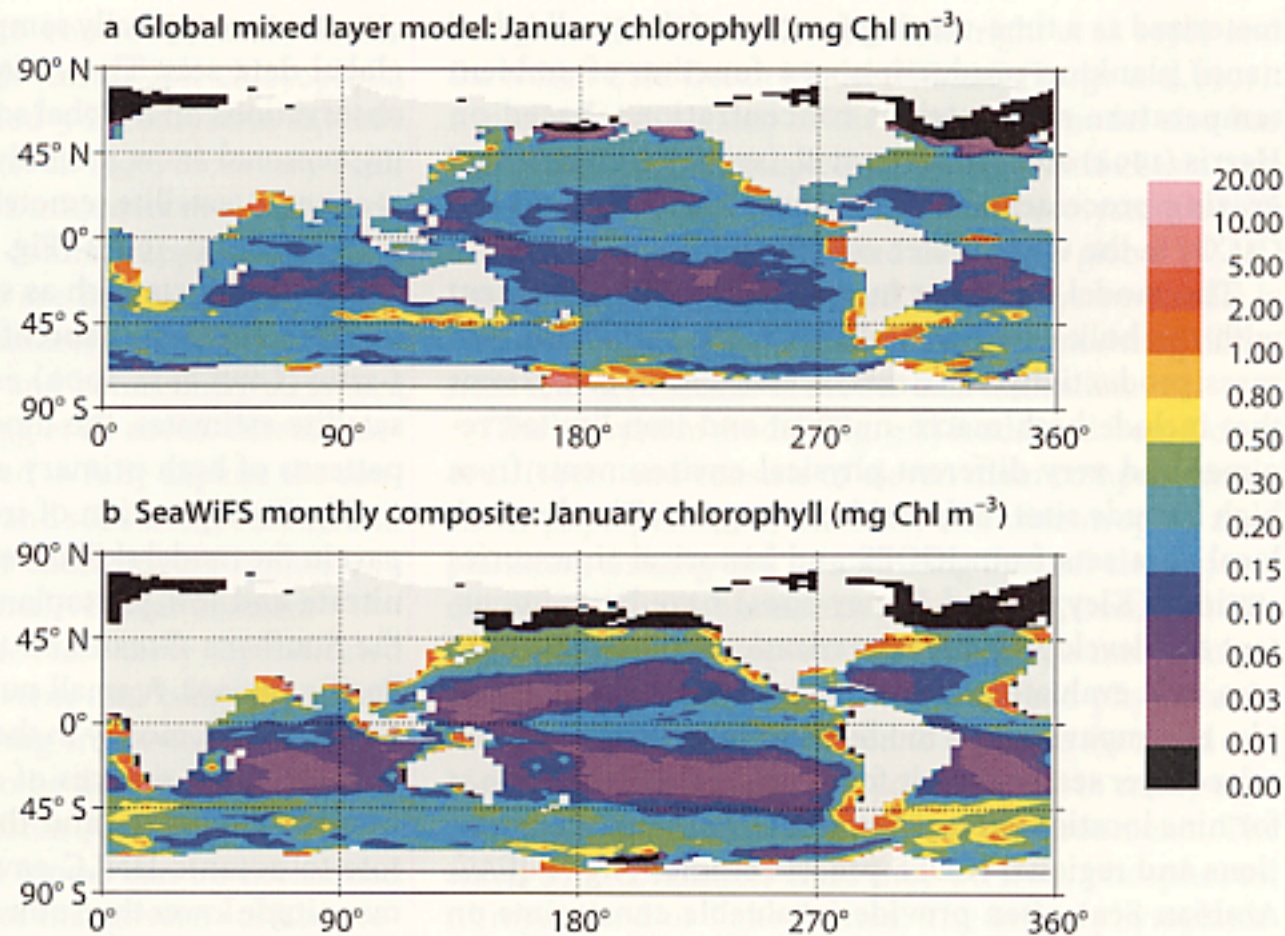 a Global mixed layer model: January chlorophyll (mg Chl m⁻³)
90° N
45° N
0°
45° S
90° S
0° 90° 180° 270° 360°
20.00
10.00
5.00
2.00
1.00
0.80
0.50
0.30
0.20
0.15
0.10
0.06
0.03
0.01
0.00
b SeaWiFS monthly composite: January chlorophyll (mg Chl m⁻³)
90° N
45° N
0°
45° S
90° S
0° 90° 180° 270° 360°